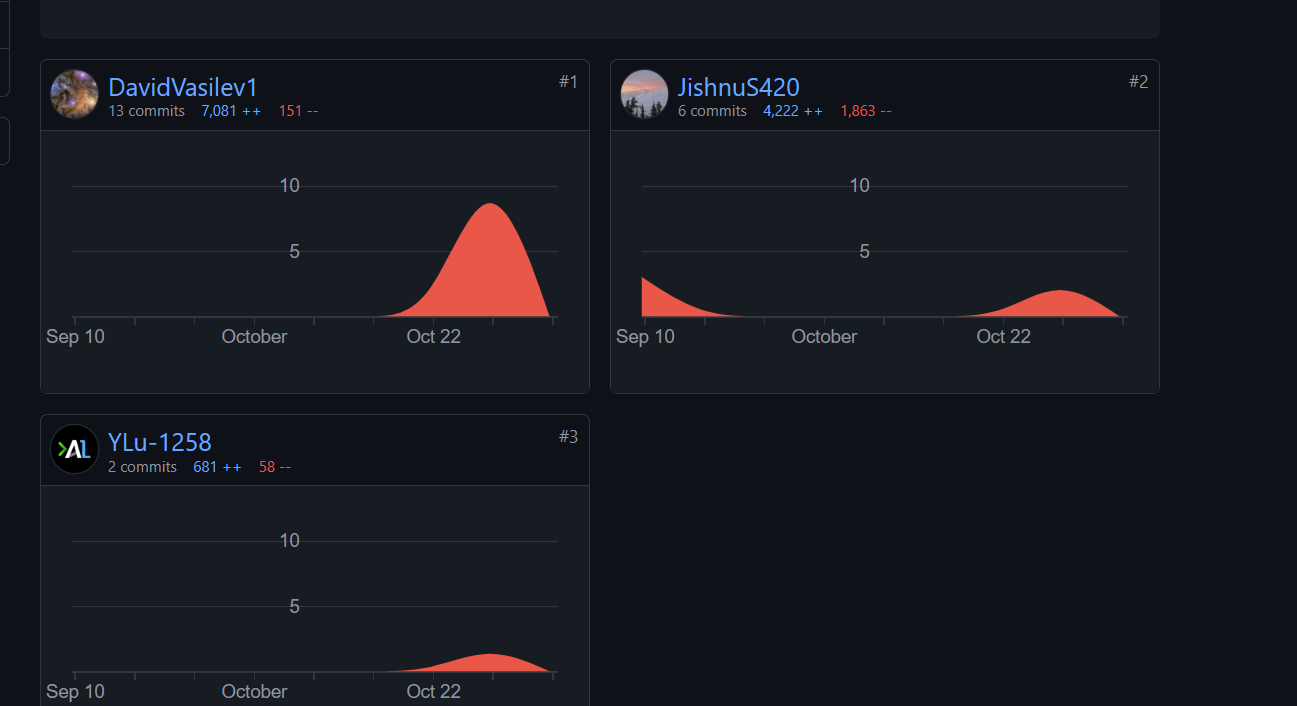 DavidVasilev1 #1
13 commits 7,081 ++ 151 --
10
5
Sep 10 October Oct 22
JishnuS420 #2
6 commits 4,222 ++ 1,863 --
10
5
Sep 10 October Oct 22
>AL
YLu-1258 #3
2 commits 681 ++ 58 --
10
5
Sep 10 October Oct 22